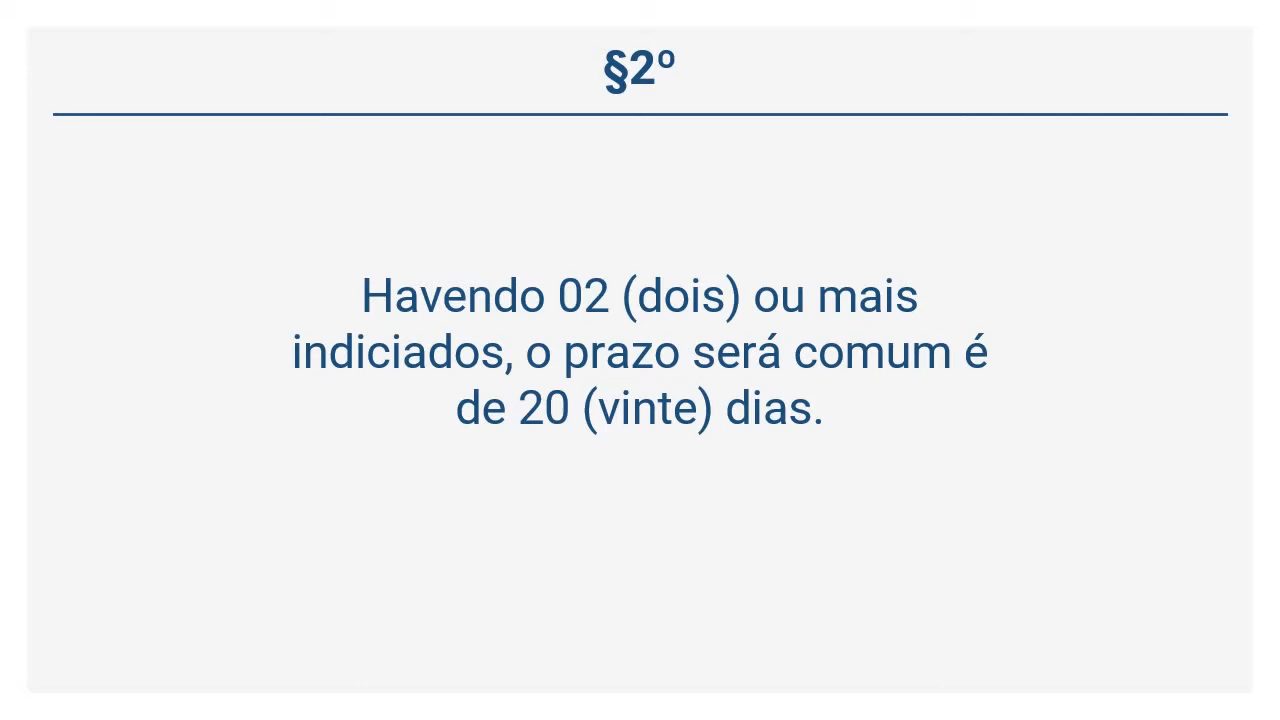 §2º
Havendo 02 (dois) ou mais
indiciados, o prazo será comum é
de 20 (vinte) dias.